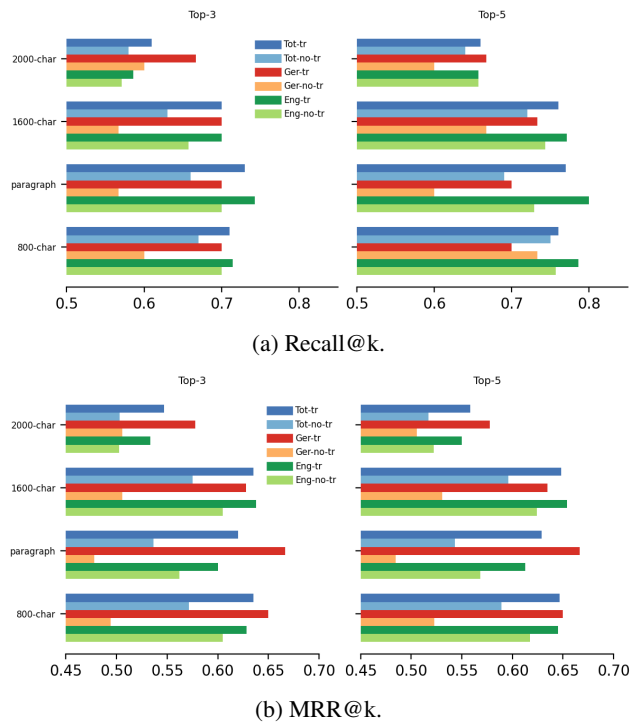 Top-3
Top-5
2000-char
1600-char
paragraph
800-char
Tot-tr
Tot-no-tr
Ger-tr
Ger-no-tr
Eng-tr
Eng-no-tr
0.5 0.6 0.7 0.8
0.5 0.6 0.7 0.8
(a) Recall@k.
Top-3
Top-5
2000-char
1600-char
paragraph
800-char
Tot-tr
Tot-no-tr
Ger-tr
Ger-no-tr
Eng-tr
Eng-no-tr
0.45 0.50 0.55 0.60 0.65 0.70
0.45 0.50 0.55 0.60 0.65 0.70
(b) MRR@k.